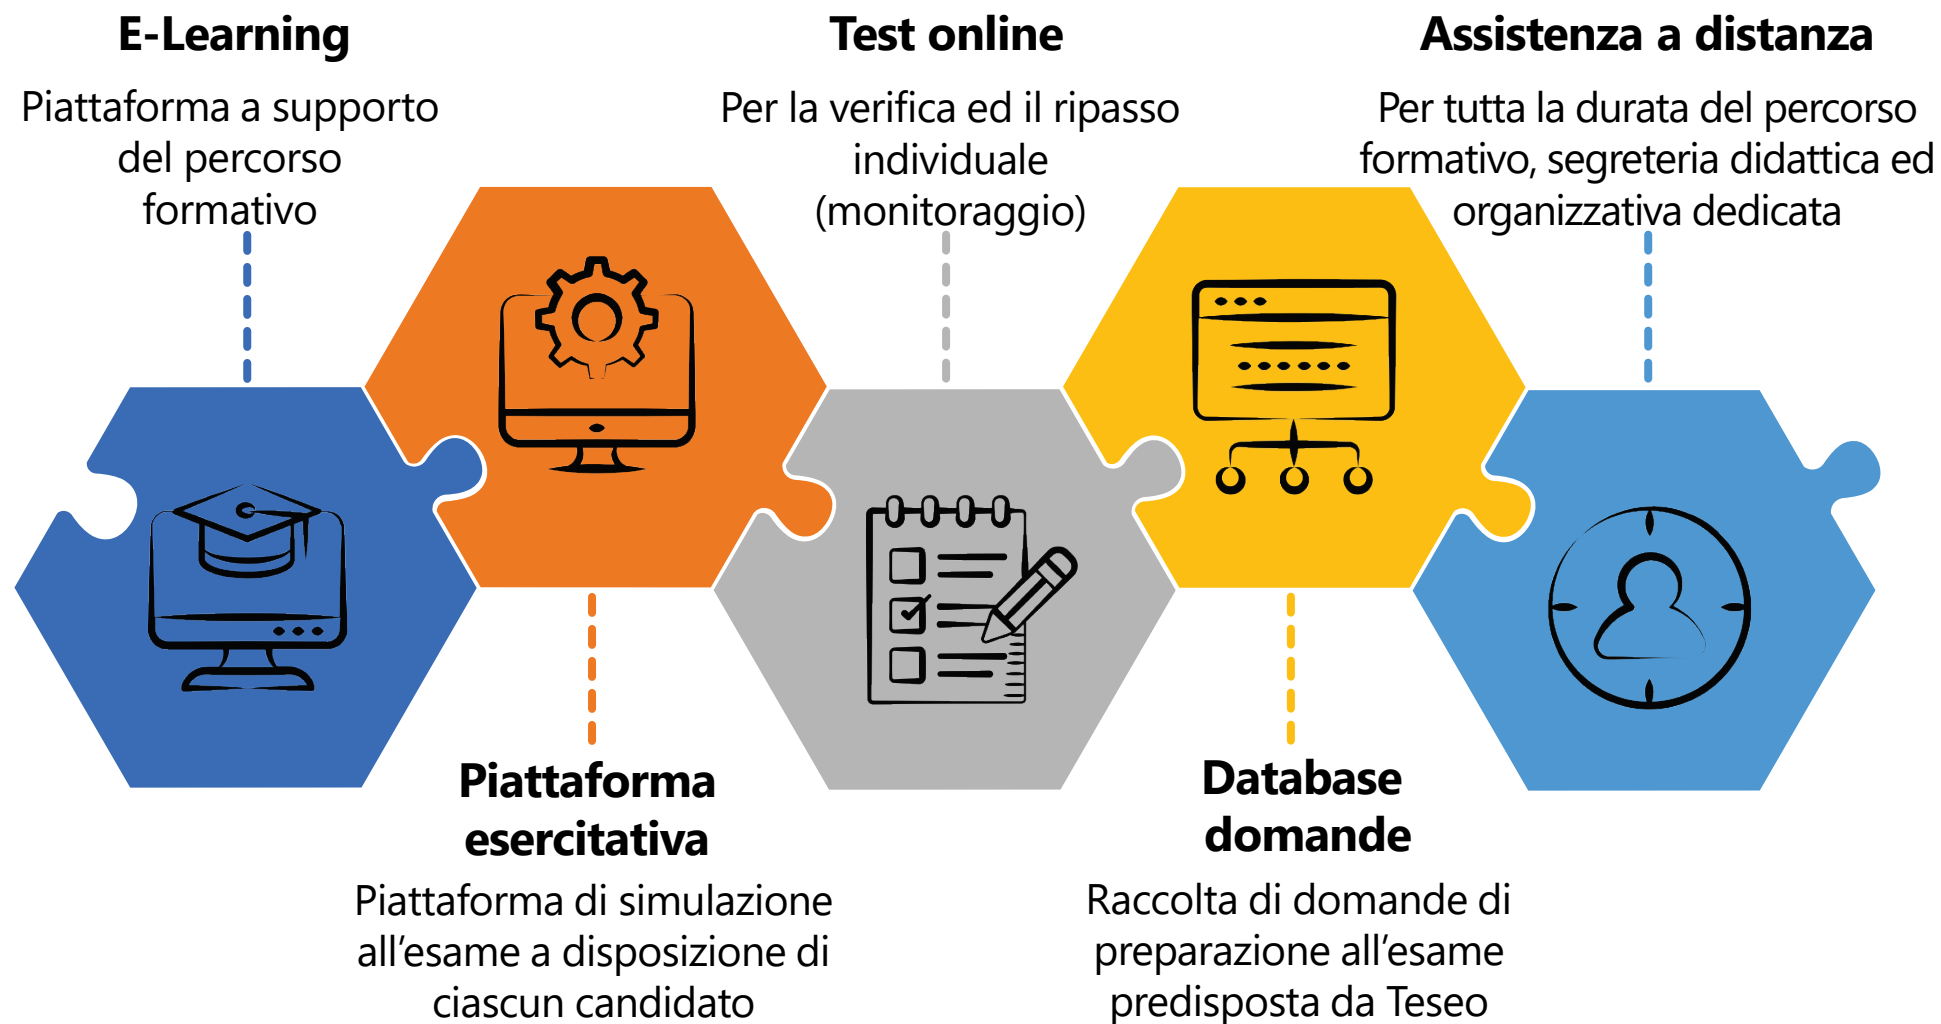 E-Learning
Piattaforma a supporto
del percorso
formativo
Test online
Per la verifica ed il ripasso
individuale
(monitoraggio)
Assistenza a distanza
Per tutta la durata del percorso
formativo, segreteria didattica ed
organizzativa dedicata
Piattaforma
esercitativa
Piattaforma di simulazione
all’esame a disposizione di
ciascun candidato
Database
domande
Raccolta di domande di
preparazione all’esame
predisposta da Teseo